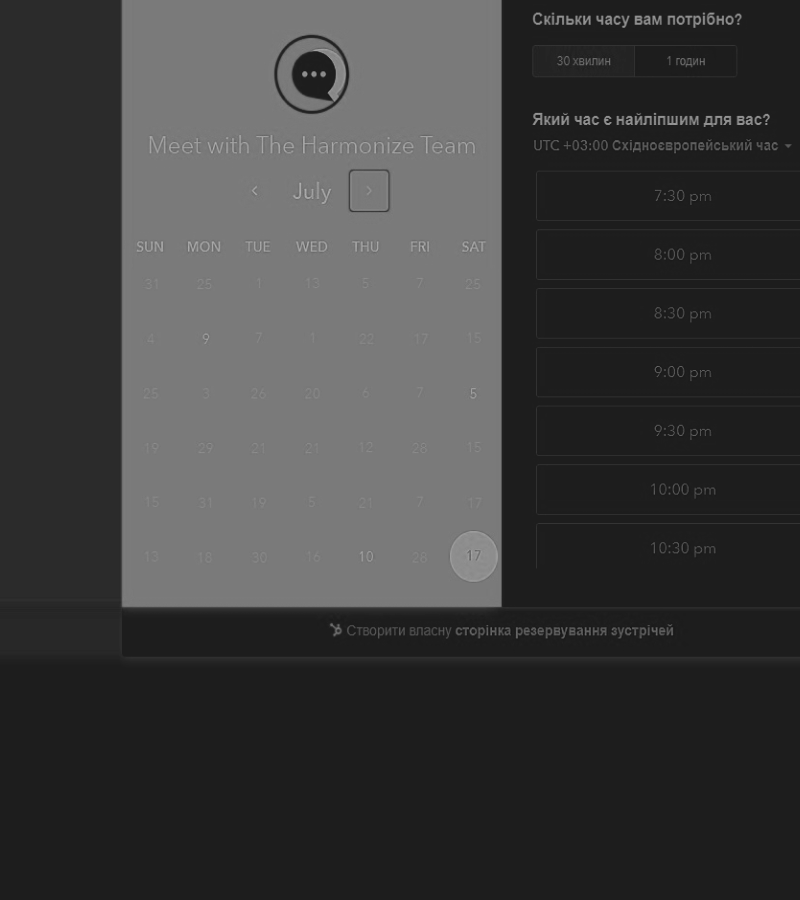 Meet with The Harmonize Team
July
SUN MON TUE WED THU FRI SAT
31 25 1 13 5 7 25
4 9 7 1 22 17 15
25 3 26 20 6 7 5
19 29 21 21 12 28 15
15 31 19 5 21 7 17
13 18 30 16 10 28 17
Скільки часу вам потрібно?
30 хвилин 1 годин
Який час є найліпшим для вас?
UTC +03:00 Східноєвропейський час
7:30 pm
8:00 pm
8:30 pm
9:00 pm
9:30 pm
10:00 pm
10:30 pm
Створити власну сторінка резервування зустрічей